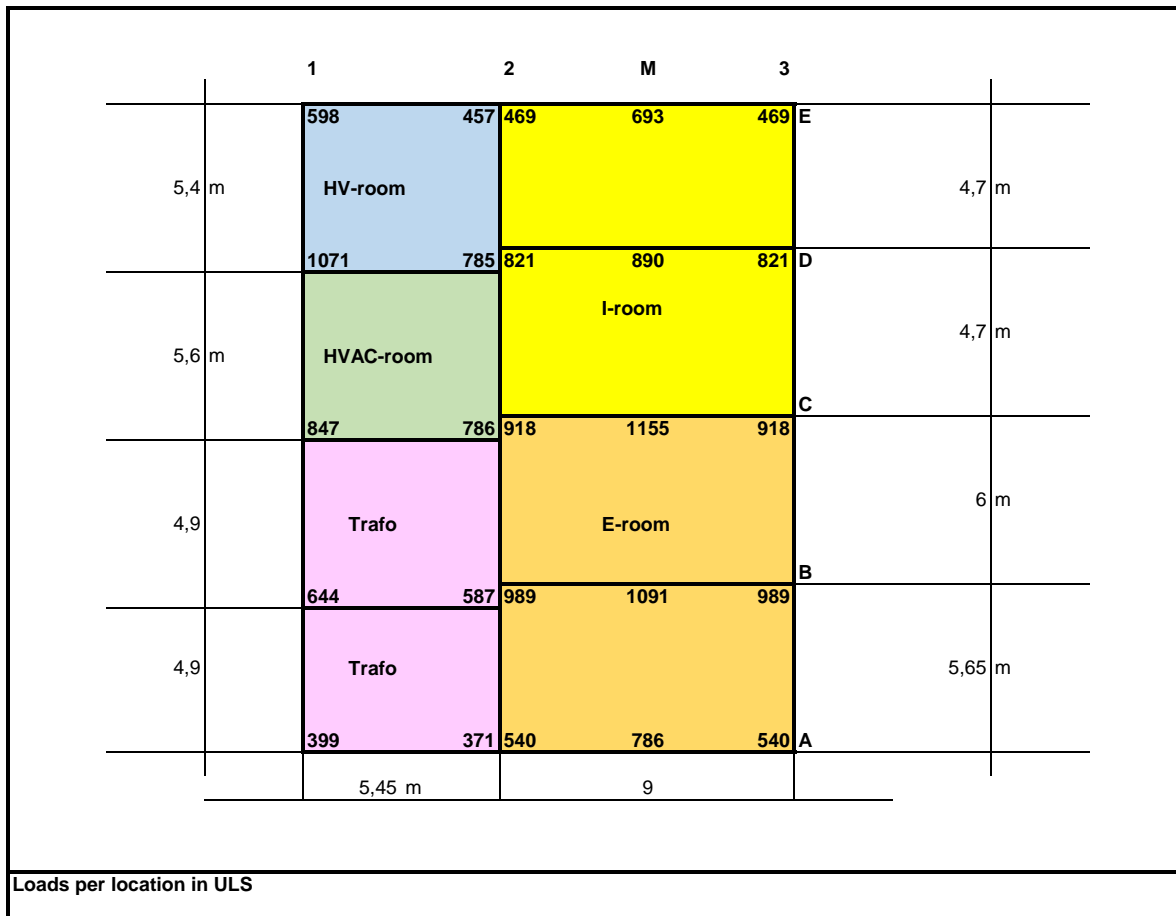 1 2 M 3
598 457 469 693 469 E
5,4 m HV-room 4,7 m
1071 785 821 890 821 D
I-room
4,7 m
5,6 m HVAC-room
C
847 786 918 1155 918
6 m
4,9 Trafo E-room
B
644 587 989 1091 989
4,9 Trafo 5,65 m
399 371 540 786 540 A
5,45 m 9
Loads per location in ULS